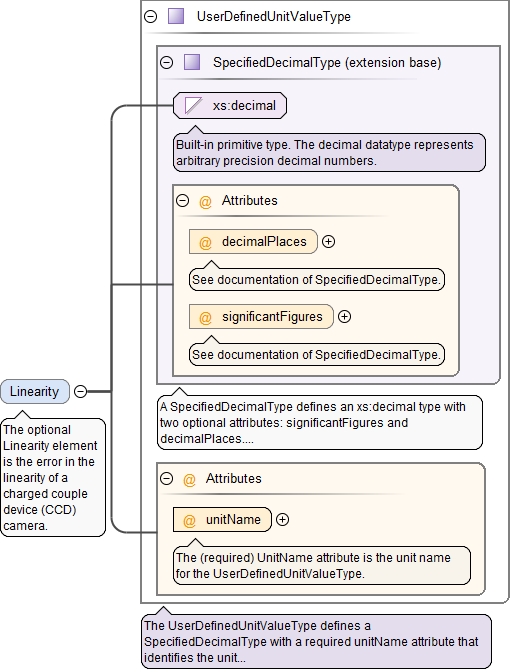 UserDefinedUnitValueType
SpecifiedDecimalType (extension base)
xs:decimal
Built-in primitive type. The decimal datatype represents
arbitrary precision decimal numbers.
@ Attributes
@ decimalPlaces
See documentation of SpecifiedDecimalType.
@ significantFigures
See documentation of SpecifiedDecimalType.
A SpecifiedDecimalType defines an xs:decimal type with
two optional attributes: significantFigures and
decimalPlaces....
Linearity
The optional
Linearity element
is the error in the
linearity of a
charged couple
device (CCD)
camera.
@ Attributes
@ unitName
The (required) UnitName attribute is the unit name
for the UserDefinedUnitValueType.
The UserDefinedUnitValueType defines a
SpecifiedDecimalType with a required unitName attribute that
identifies the unit...